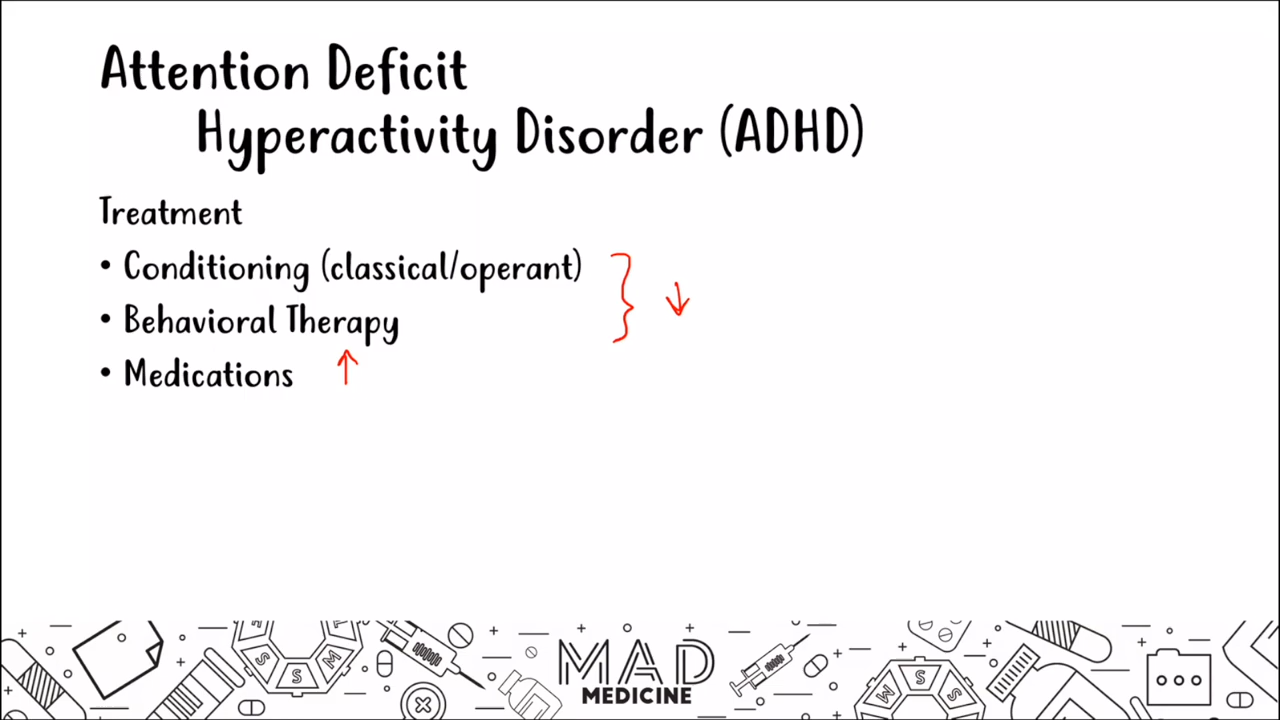 Attention Deficit
Hyperactivity Disorder (ADHD)
Treatment
• Conditioning (classical/operant)
• Behavioral Therapy
• Medications
MAD
MEDICINE
S
S
M
M
S
S